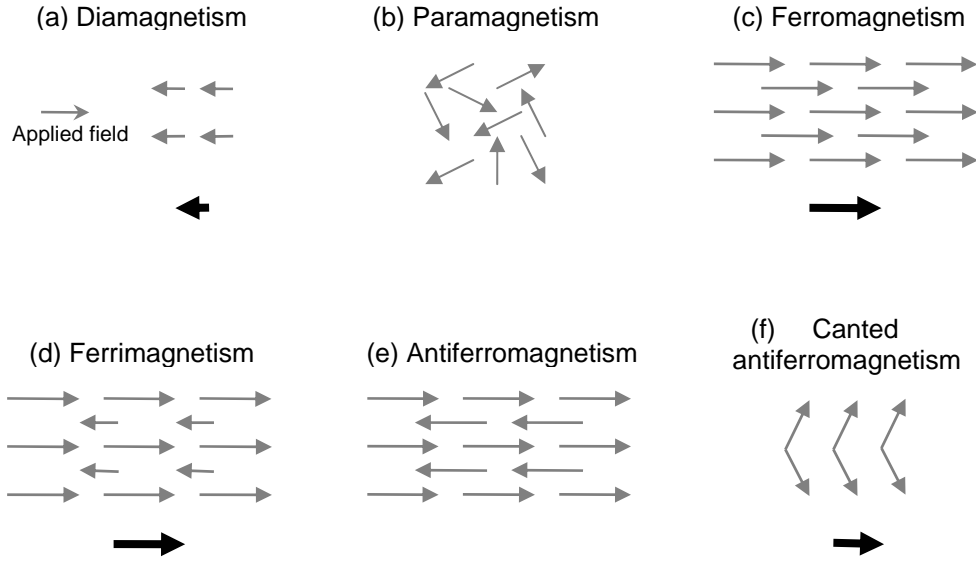 (a) Diamagnetism
(b) Paramagnetism
(c) Ferromagnetism
Applied field
(d) Ferrimagnetism
(e) Antiferromagnetism
(f) Canted
antiferromagnetism